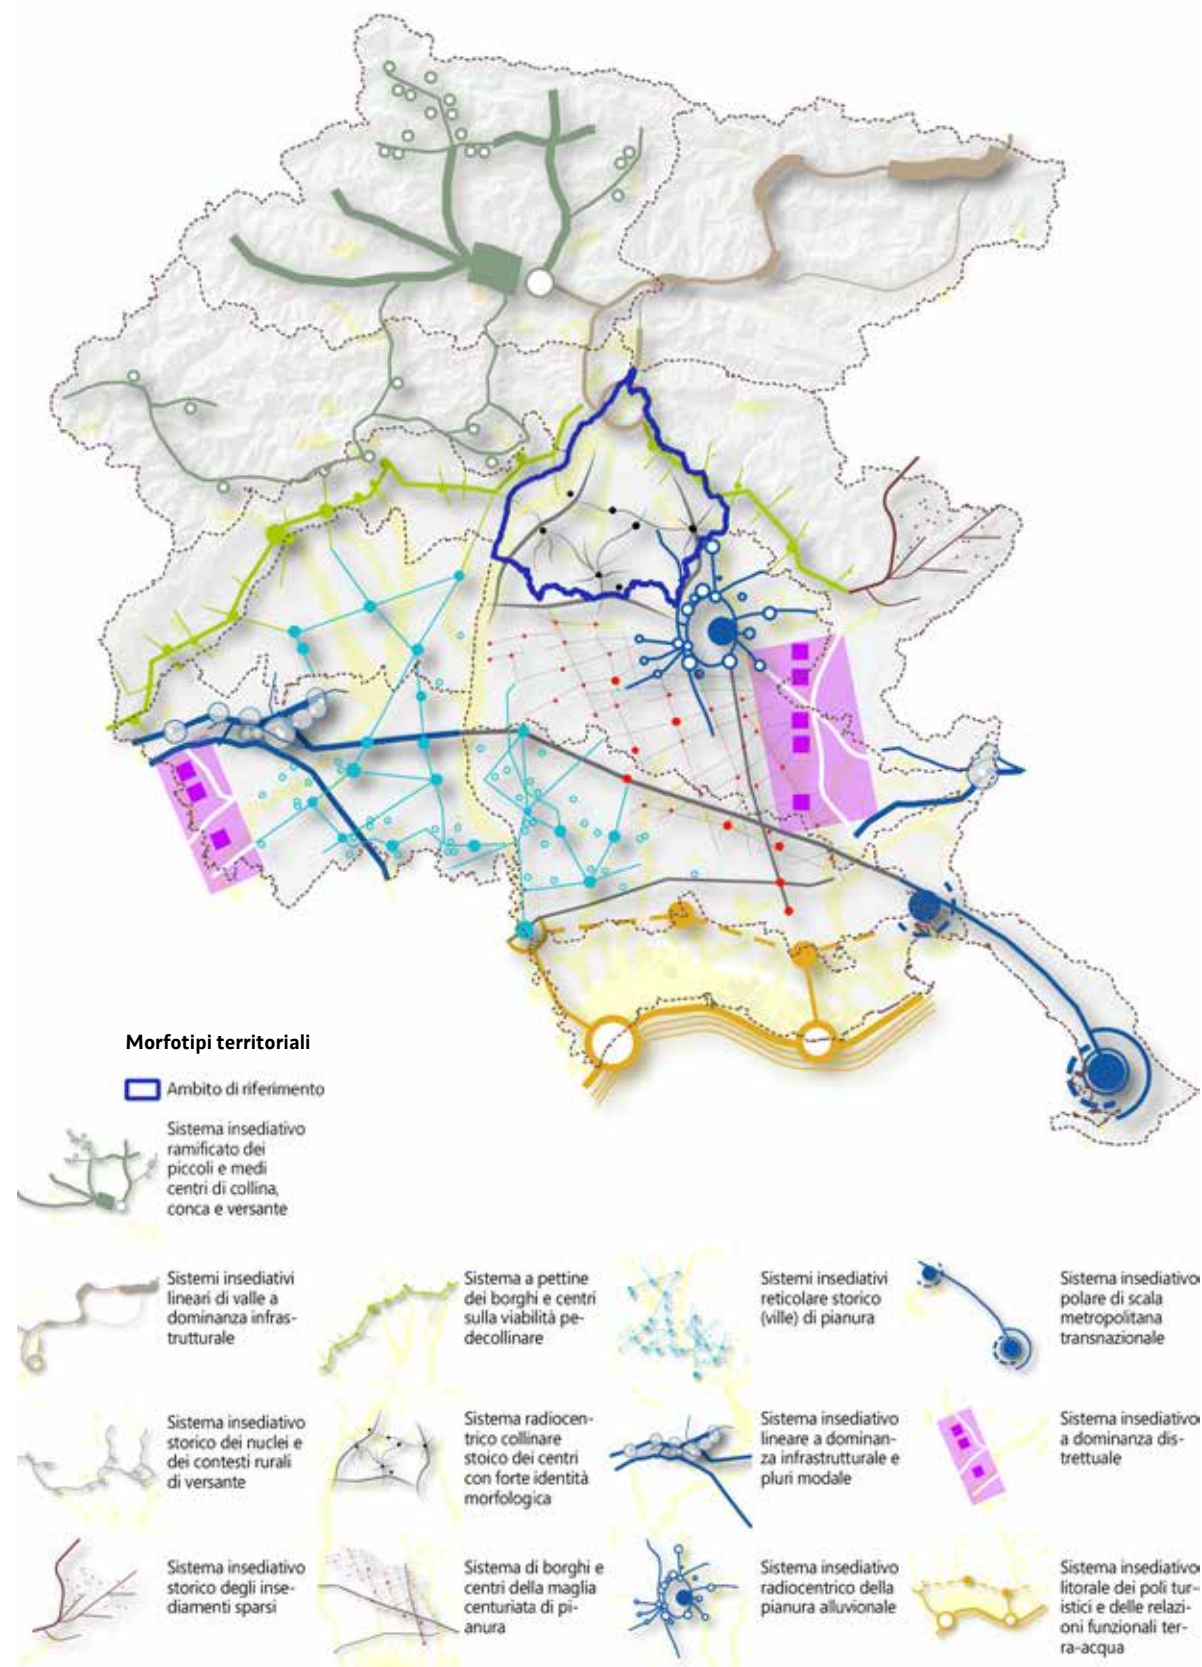 Morfotipi territoriali
Ambito di riferimento
Sistema insediativo
ramificato dei
piccoli e medi
centri di collina,
conca e versante
Sistemi insediativi
lineari di valle a
dominanza infras-
trutturale
Sistema a pettine
dei borghi e centri
sulla viabilità pe-
decollinare
Sistemi insediativi
reticolare storico
(ville) di pianura
Sistema insediativo
polare di scala
metropolitana
transnazionale
Sistema insediativo
storico dei nuclei e
dei contesti rurali
di versante
Sistema radiocen-
trico collinare
stoico dei centri
con forte identità
morfologica
Sistema insediativo
lineare a dominan-
za infrastrutturale e
pluri modale
Sistema insediativo
a dominanza dis-
trettuale
Sistema insediativo
storico degli inse-
diamenti sparsi
Sistema di borghi e
centri della maglia
centuriata di pi-
anura
Sistema insediativo
radiocentrico della
pianura alluvionale
Sistema insediativo
litorale dei poli tur-
istici e delle relazi-
oni funzionali ter-
ra-acqua